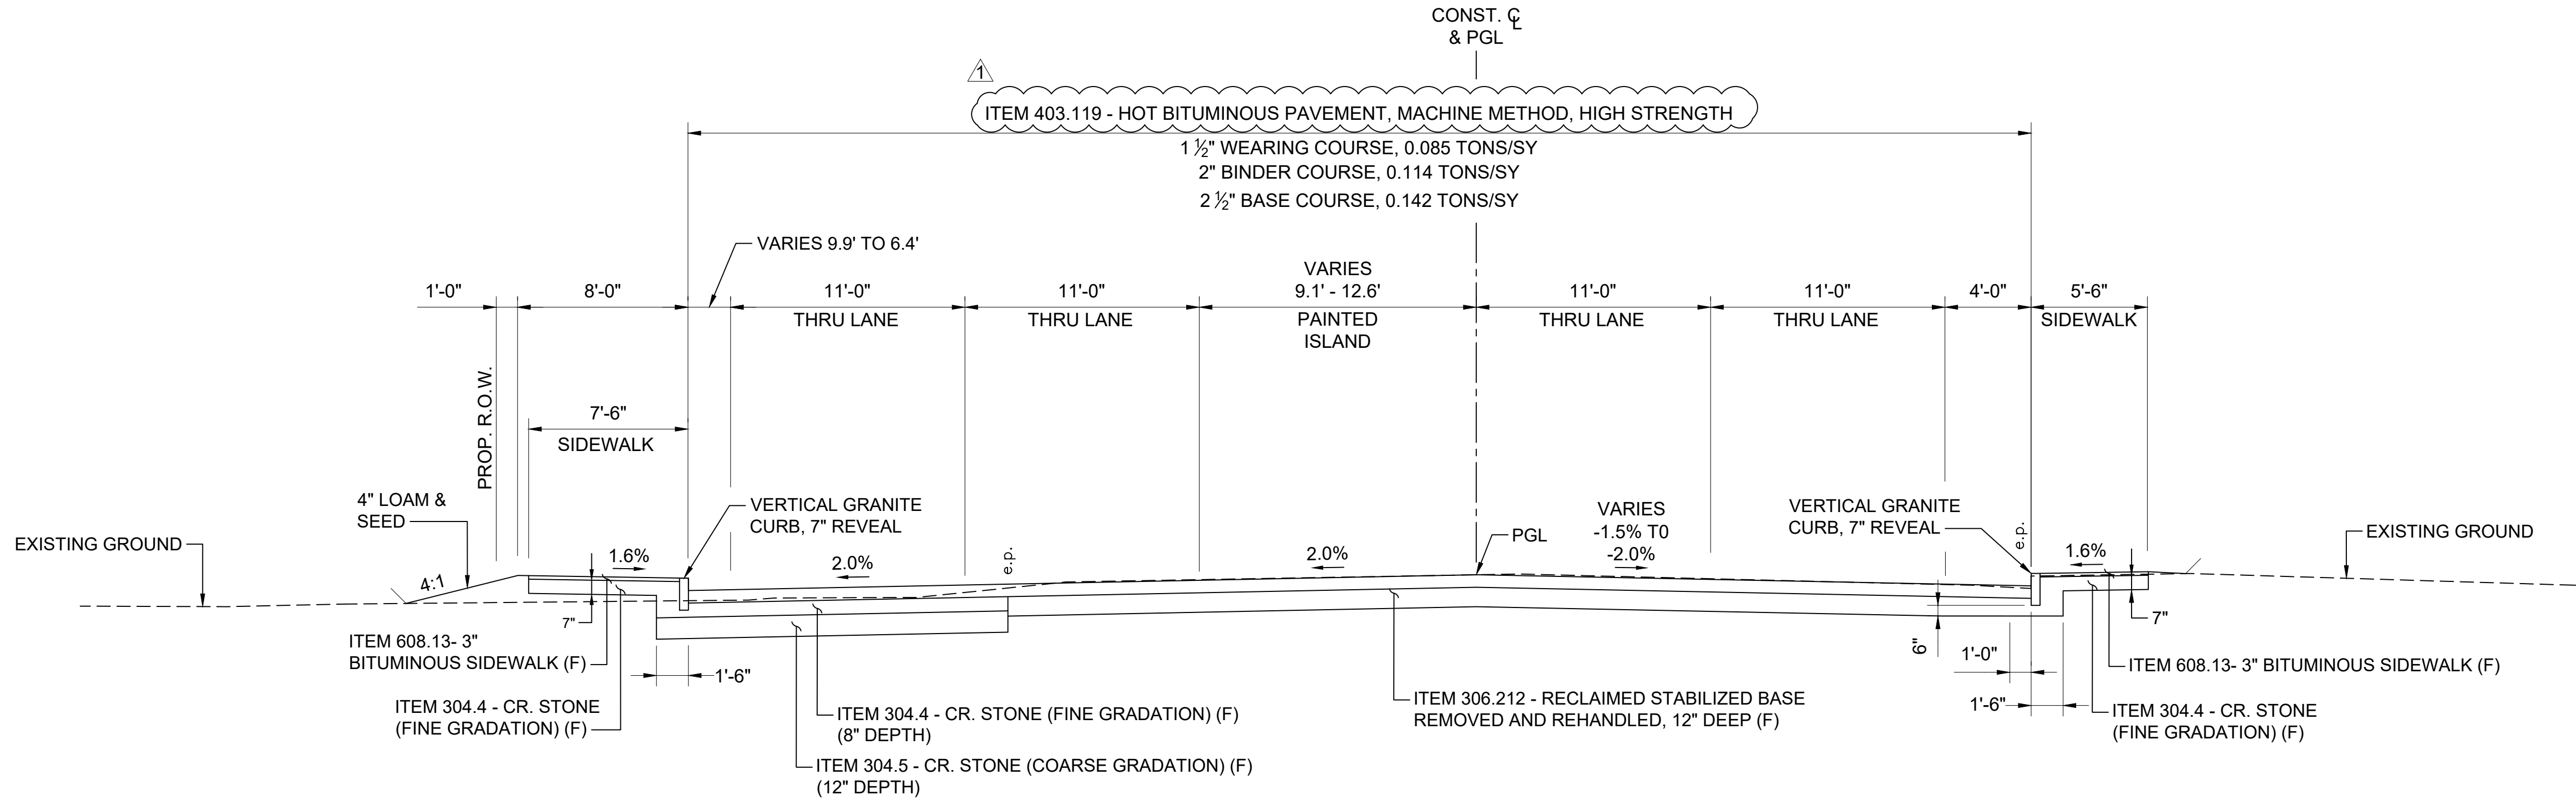 CONST. ℄
& PGL
1
ITEM 403.119 - HOT BITUMINOUS PAVEMENT, MACHINE METHOD, HIGH STRENGTH
1 ½" WEARING COURSE, 0.085 TONS/SY
2" BINDER COURSE, 0.114 TONS/SY
2 ½" BASE COURSE, 0.142 TONS/SY
VARIES 9.9' TO 6.4'
1'-0"
8'-0"
11'-0"
THRU LANE
11'-0"
THRU LANE
VARIES
9.1' - 12.6'
PAINTED
ISLAND
11'-0"
THRU LANE
11'-0"
THRU LANE
4'-0"
5'-6"
SIDEWALK
PROP. R.O.W.
7'-6"
SIDEWALK
4" LOAM &
SEED
EXISTING GROUND
4:1
1.6%
VERTICAL GRANITE
CURB, 7" REVEAL
2.0%
e.p.
2.0%
PGL
VARIES
-1.5% T0
-2.0%
VERTICAL GRANITE
CURB, 7" REVEAL
e.p.
1.6%
EXISTING GROUND
7"
ITEM 608.13- 3"
BITUMINOUS SIDEWALK (F)
ITEM 304.4 - CR. STONE
(FINE GRADATION) (F)
1'-6"
ITEM 304.4 - CR. STONE (FINE GRADATION) (F)
(8" DEPTH)
ITEM 304.5 - CR. STONE (COARSE GRADATION) (F)
(12" DEPTH)
ITEM 306.212 - RECLAIMED STABILIZED BASE
REMOVED AND REHANDLED, 12" DEEP (F)
6"
1'-0"
1'-6"
7"
ITEM 608.13- 3" BITUMINOUS SIDEWALK (F)
ITEM 304.4 - CR. STONE
(FINE GRADATION) (F)